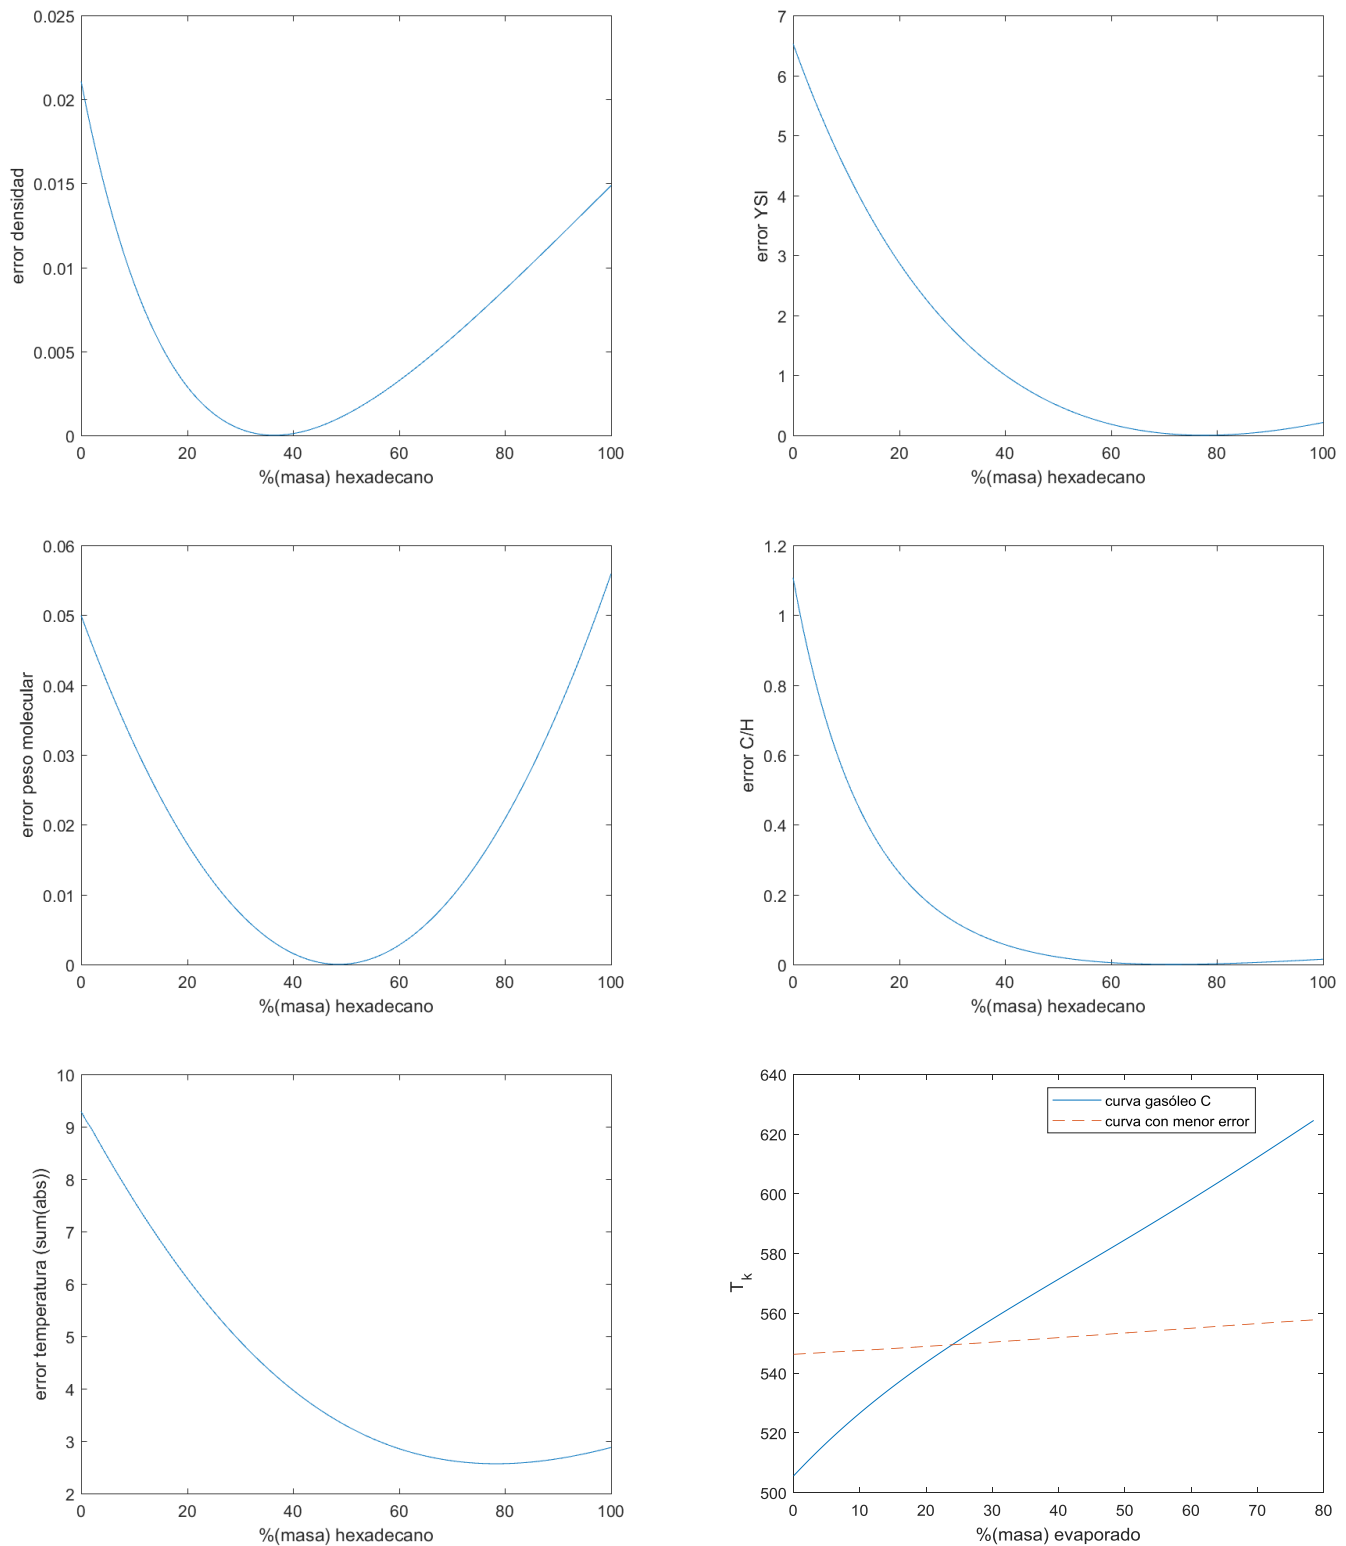 0.025
0.02
0.015
0.01
0.005
0
error densidad
0 20 40 60 80 100
%(masa) hexadecano
7
6
5
4
3
2
1
0
error YSI
0 20 40 60 80 100
%(masa) hexadecano
0.06
0.05
0.04
0.03
0.02
0.01
0
error peso molecular
0 20 40 60 80 100
%(masa) hexadecano
1.2
1
0.8
0.6
0.4
0.2
0
error C/H
0 20 40 60 80 100
%(masa) hexadecano
10
9
8
7
6
5
4
3
2
error temperatura (sum(abs))
0 20 40 60 80 100
%(masa) hexadecano
640
620
600
580
560
540
520
500
T_k
curva gasóleo C
curva con menor error
0 10 20 30 40 50 60 70 80
%(masa) evaporado